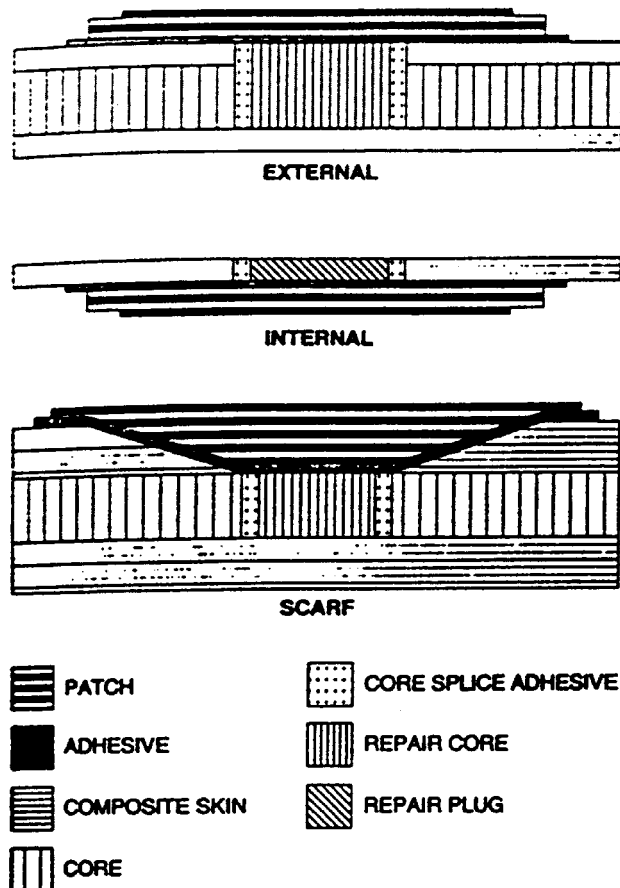 EXTERNAL
INTERNAL
SCARF
PATCH
ADHESIVE
COMPOSITE SKIN
CORE
CORE SPLICE ADHESIVE
REPAIR CORE
REPAIR PLUG